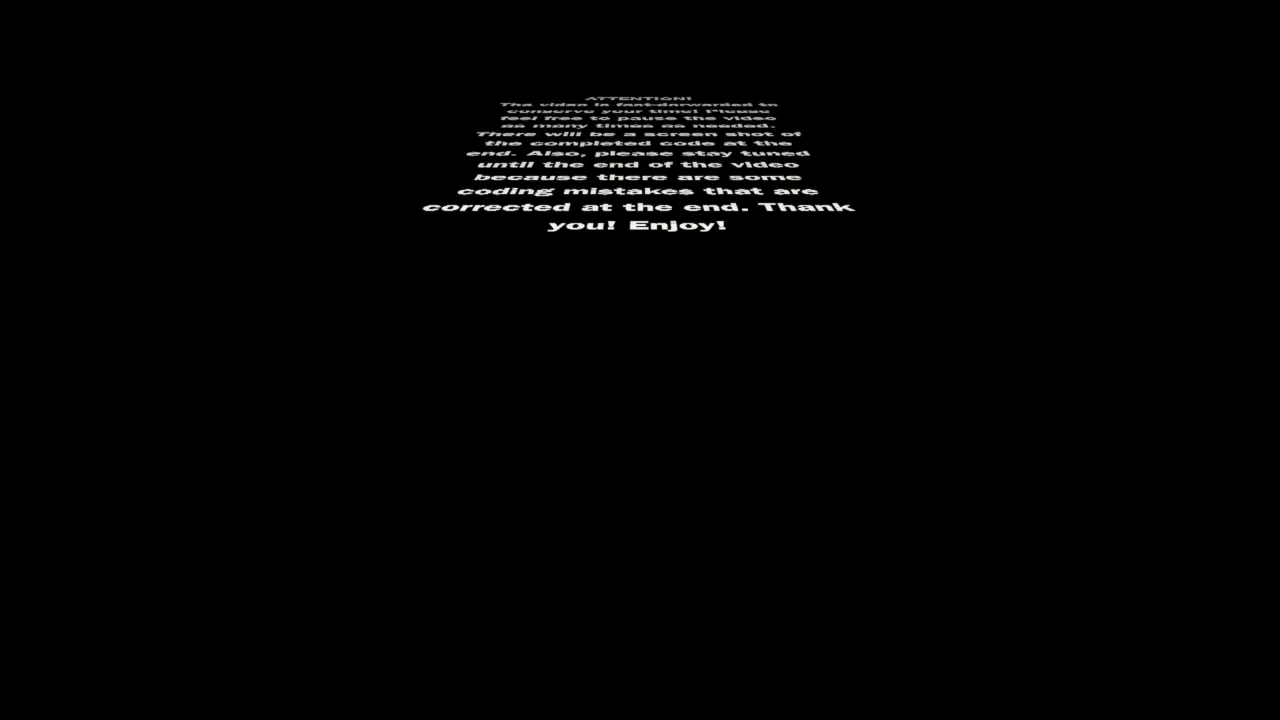 ATTENTION!
The video is fast-forwarded to
conserve your time! Please
feel free to pause the video
as many times as needed.
There will be a screen shot of
the completed code at the
end. Also, please stay tuned
until the end of the video
because there are some
coding mistakes that are
corrected at the end. Thank
you! Enjoy!